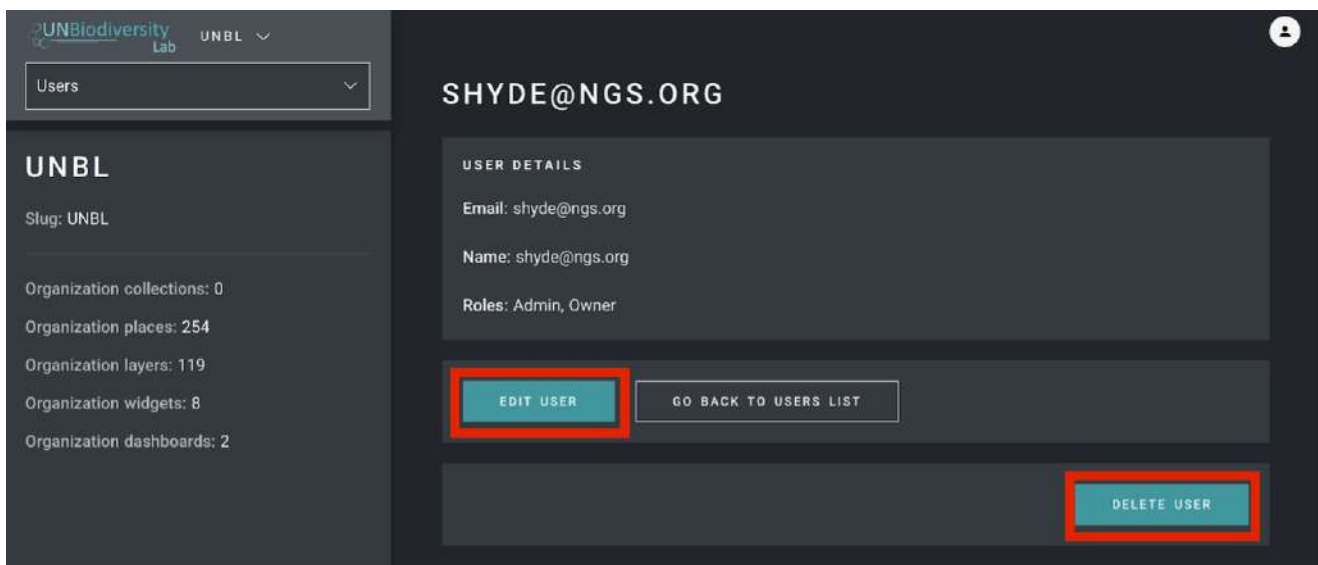 UNBiodiversity
Lab
UNBL
Users
UNBL
Slug: UNBL
Organization collections: 0
Organization places: 254
Organization layers: 119
Organization widgets: 8
Organization dashboards: 2
SHYDE@NGS.ORG
USER DETAILS
Email: shyde@ngs.org
Name: shyde@ngs.org
Roles: Admin, Owner
EDIT USER
GO BACK TO USERS LIST
DELETE USER